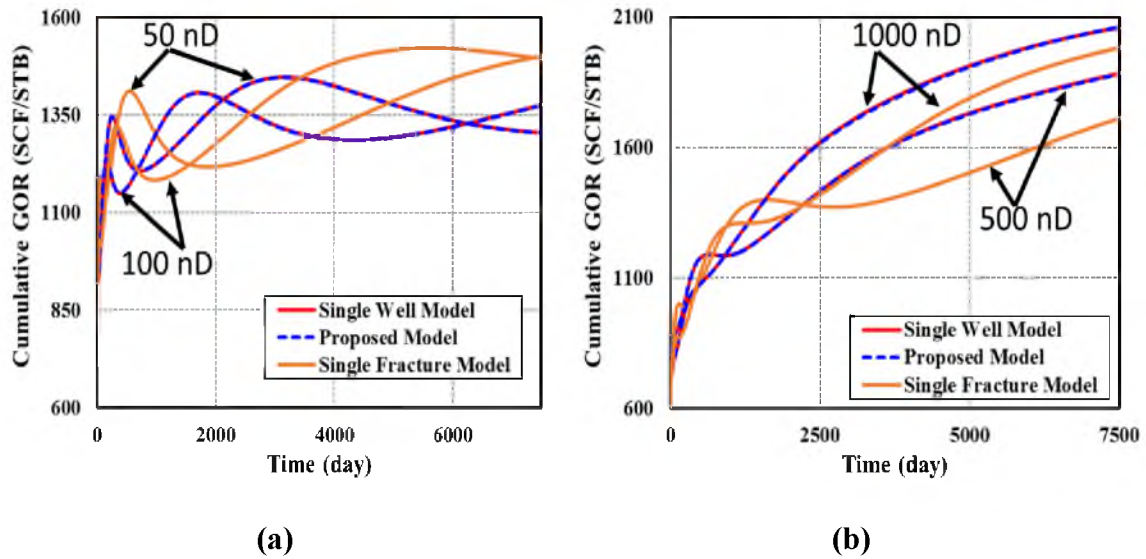 Cumulative GOR (SCF/STB)
1600
1350
1100
850
600
50 nD
100 nD
Single Well Model
Proposed Model
Single Fracture Model
0 2000 4000 6000
Time (day)
(a)
Cumulative GOR (SCF/STB)
2100
1600
1100
600
1000 nD
500 nD
Single Well Model
Proposed Model
Single Fracture Model
0 2500 5000 7500
Time (day)
(b)